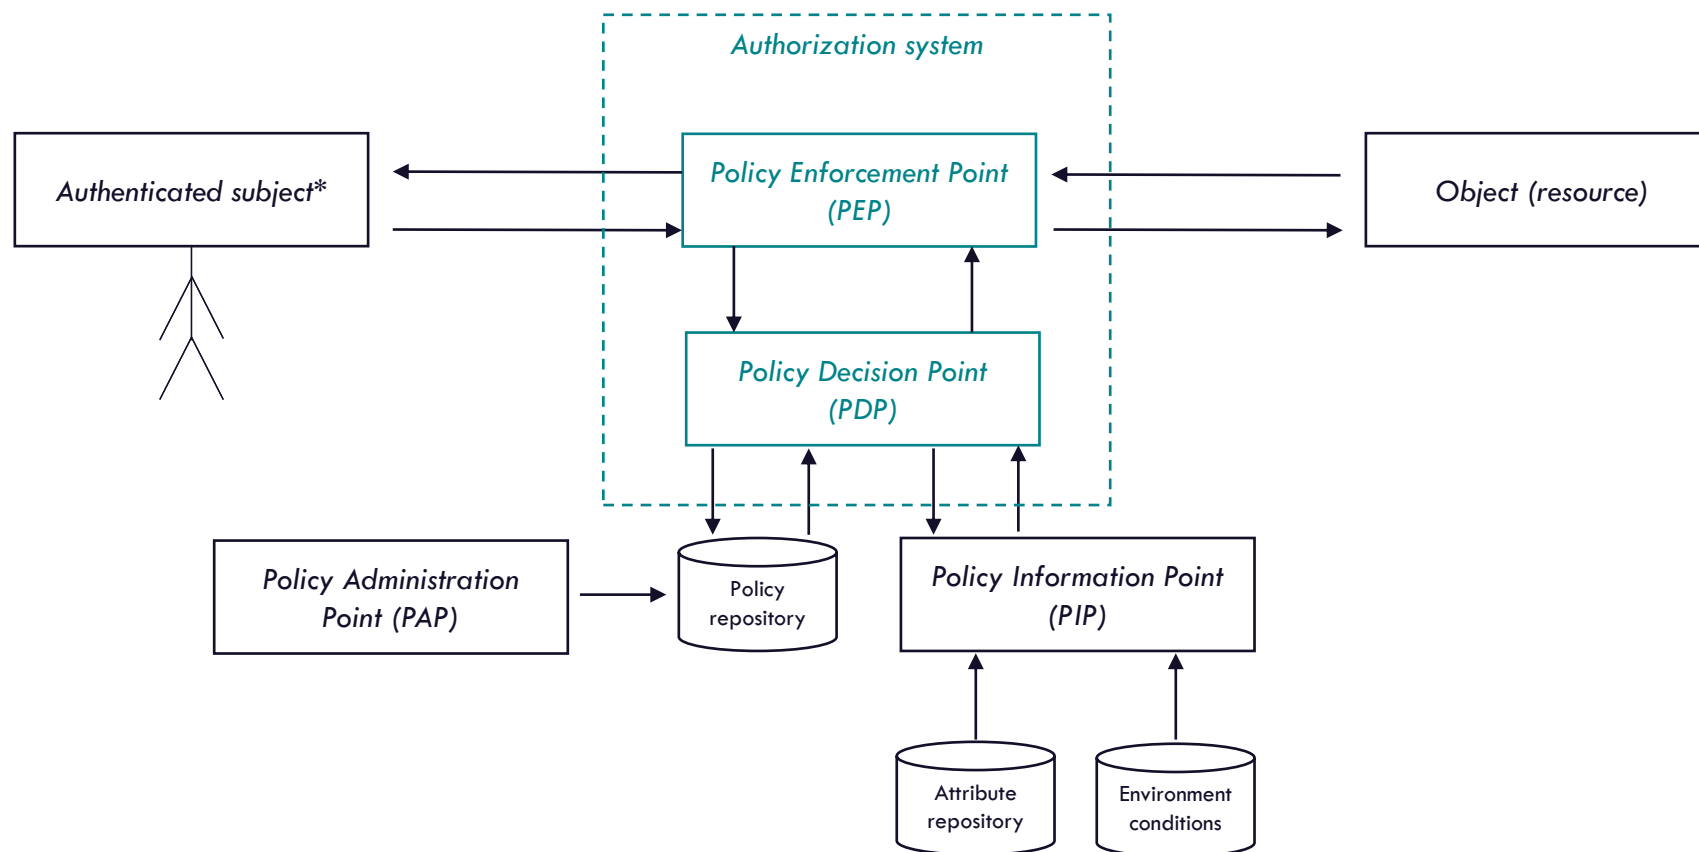 Authorization system
Authenticated subject*
Policy Enforcement Point
(PEP)
Object (resource)
Policy Decision Point
(PDP)
Policy Administration
Point (PAP)
Policy
repository
Policy Information Point
(PIP)
Attribute
repository
Environment
conditions